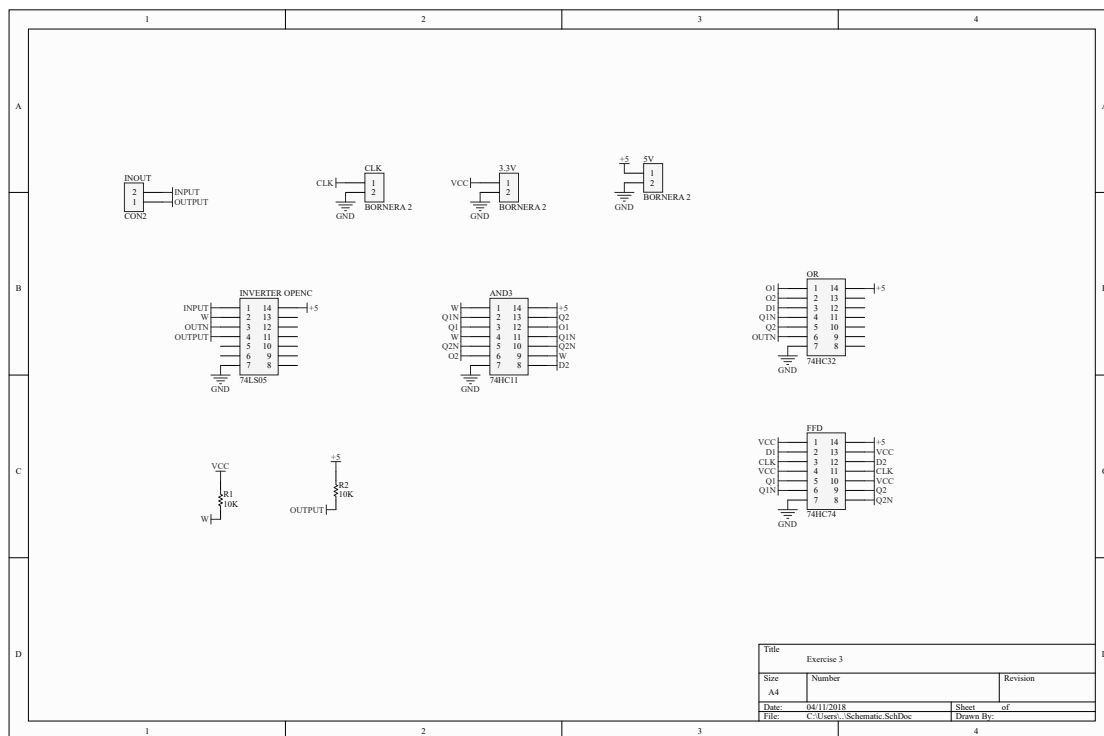 1 2 3 4
A
A
INOUT
2 INPUT
1 OUTPUT
CON2
CLK
CLK 1
2
GND
BORNERA 2
3.3V
VCC 1
2
GND
BORNERA 2
+5 5V
1
2
GND
BORNERA 2
B
INVERTER OPENC
INPUT 1 14 +5
W 2 13
OUTN 3 12
OUTPUT 4 11
5 10
6 9
7 8
GND
74LS05
AND3
W 1 14 +5
Q1N 2 13 Q2
Q1 3 12 O1
W 4 11 Q1N
Q2N 5 10 Q2N
O2 6 9 W
7 8 D2
GND
74HC11
OR
O1 1 14 +5
O2 2 13
D1 3 12
Q1N 4 11
Q2 5 10
OUTN 6 9
7 8
GND
74HC32
C
VCC
R1
10K
W
+5
R2
10K
OUTPUT
FFD
VCC 1 14 +5
D1 2 13 VCC
CLK 3 12 D2
VCC 4 11 CLK
Q1 5 10 VCC
Q1N 6 9 Q2
7 8 Q2N
GND
74HC74
D
Title
Exercise 3
Size Number Revision
A4
Date: 04/11/2018 Sheet of
File: C:\Users\..\Schematic.SchDoc Drawn By:
1 2 3 4